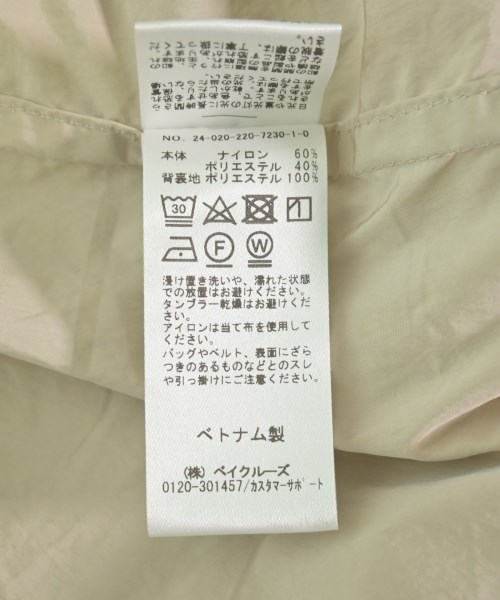 NO. 24-020-220-7230-1-0
本体 ナイロン 60%
ポリエステル 40%
背裏地 ポリエステル 100%
30
F W
浸け置き洗いや、濡れた状態
での放置はお避けください。
タンブラー乾燥はお避けくださ
い。
アイロンは当て布を使用して
ください。
バッグやベルト、表面にざら
つきのあるものなどとのスレ
や引っ掛けにご注意ください。
ベトナム製
(株) ベイクルーズ
0120-301457/カスタマーサポート